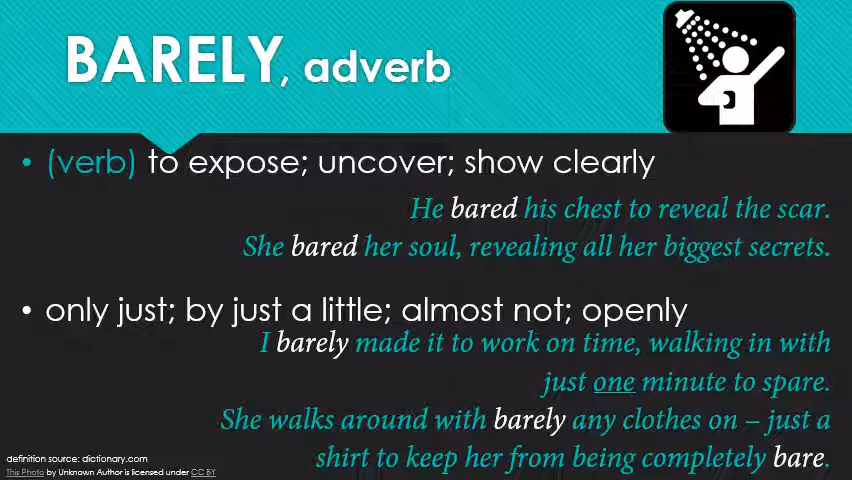 BARELY, adverb
• (verb) to expose; uncover; show clearly
He bared his chest to reveal the scar.
She bared her soul, revealing all her biggest secrets.
• only just; by just a little; almost not; openly
I barely made it to work on time, walking in with
just one minute to spare.
She walks around with barely any clothes on – just a
shirt to keep her from being completely bare.
definition source: dictionary.com
This Photo by Unknown Author is licensed under CC BY